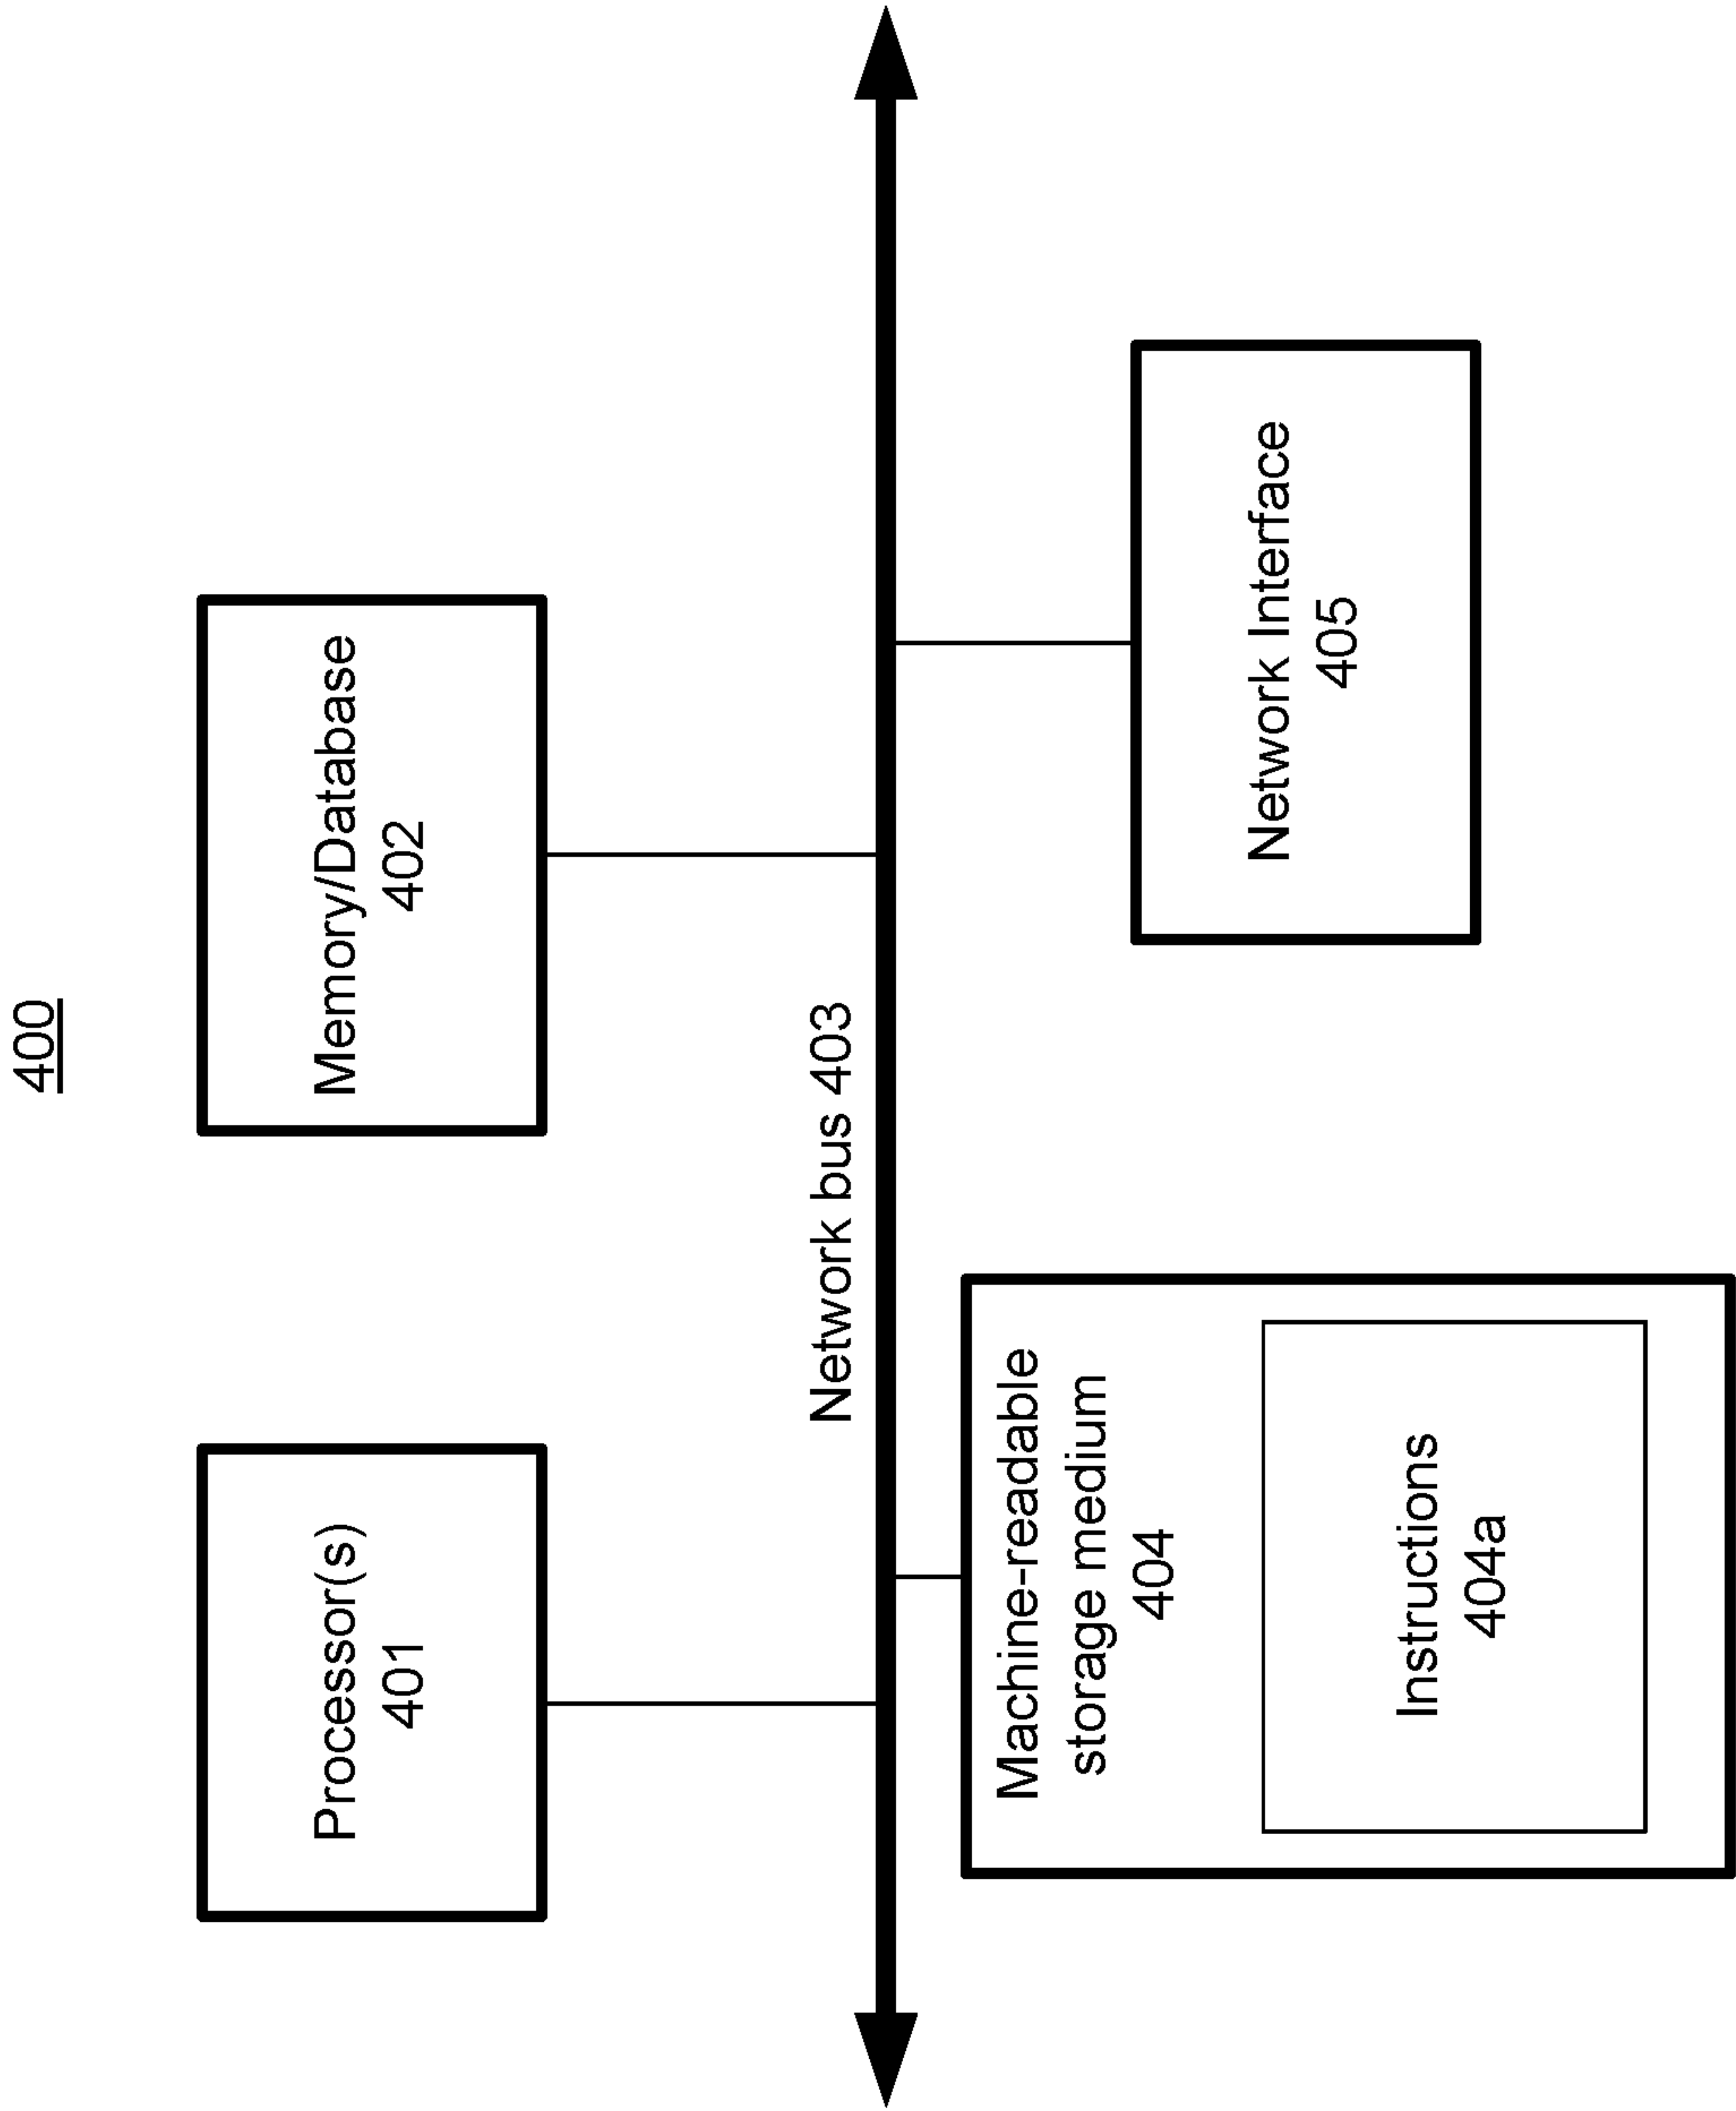 400
Processor(s)
401
Memory/Database
402
Network bus 403
Machine-readable
storage medium
404
Instructions
404a
Network Interface
405